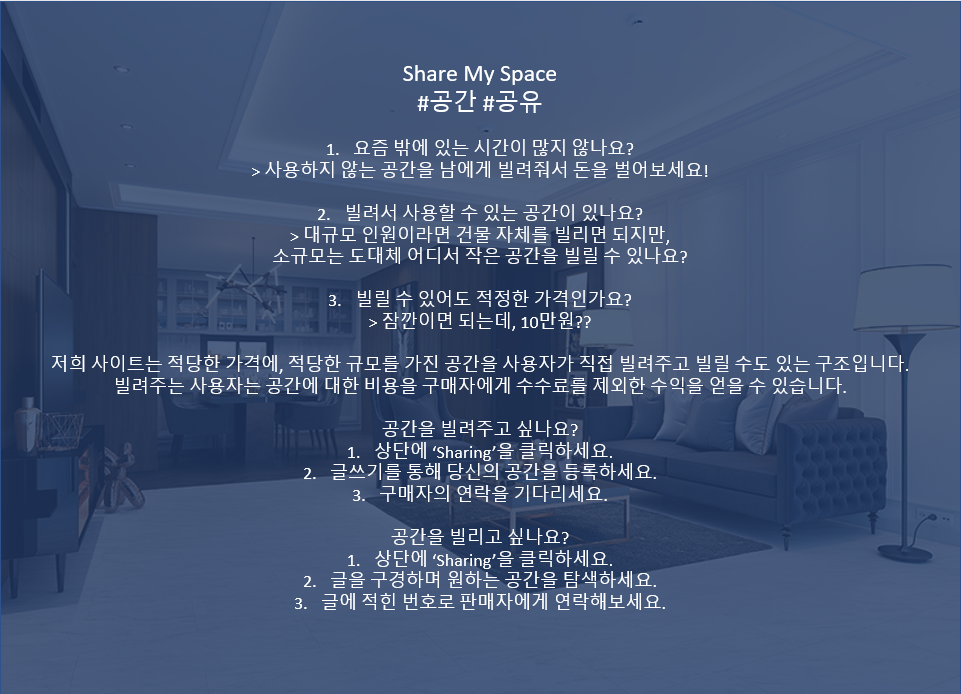 Share My Space
#공간 #공유
1. 요즘 밖에 있는 시간이 많지 않나요?
> 사용하지 않는 공간을 남에게 빌려줘서 돈을 벌어보세요!
2. 빌려서 사용할 수 있는 공간이 있나요?
> 대규모 인원이라면 건물 자체를 빌리면 되지만,
소규모는 도대체 어디서 작은 공간을 빌릴 수 있나요?
3. 빌릴 수 있어도 적정한 가격인가요?
> 잠깐이면 되는데, 10만원??
저희 사이트는 적당한 가격에, 적당한 규모를 가진 공간을 사용자가 직접 빌려주고 빌릴 수도 있는 구조입니다.
빌려주는 사용자는 공간에 대한 비용을 구매자에게 수수료를 제외한 수익을 얻을 수 있습니다.
공간을 빌려주고 싶나요?
1. 상단에 ‘Sharing’을 클릭하세요.
2. 글쓰기를 통해 당신의 공간을 등록하세요.
3. 구매자의 연락을 기다리세요.
공간을 빌리고 싶나요?
1. 상단에 ‘Sharing’을 클릭하세요.
2. 글을 구경하며 원하는 공간을 탐색하세요.
3. 글에 적힌 번호로 판매자에게 연락해보세요.